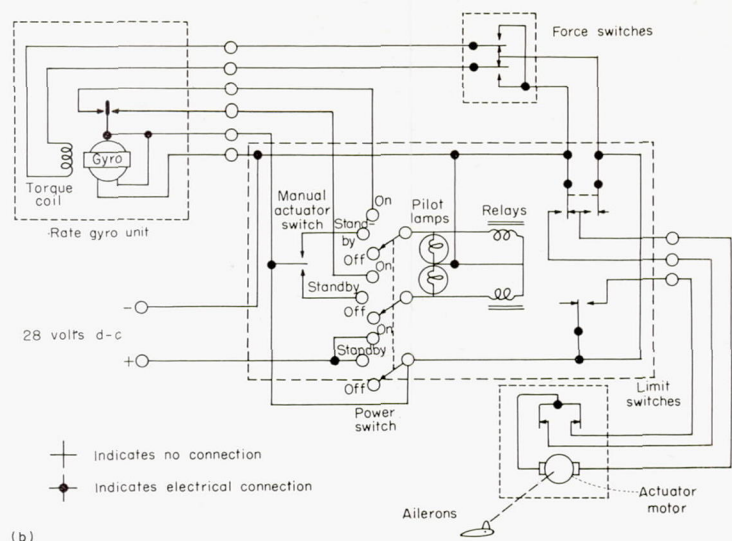 Force switches
Gyro
Torque
coil
Rate gyro unit
Manual
actuator
switch
On
Stand-
by
Off
Pilot
lamps
Relays
On
Standby
Off
On
Standby
Off
Power
switch
−
28 volts d-c
+
Limit
switches
Indicates no connection
Indicates electrical connection
Actuator
motor
Ailerons
(b)